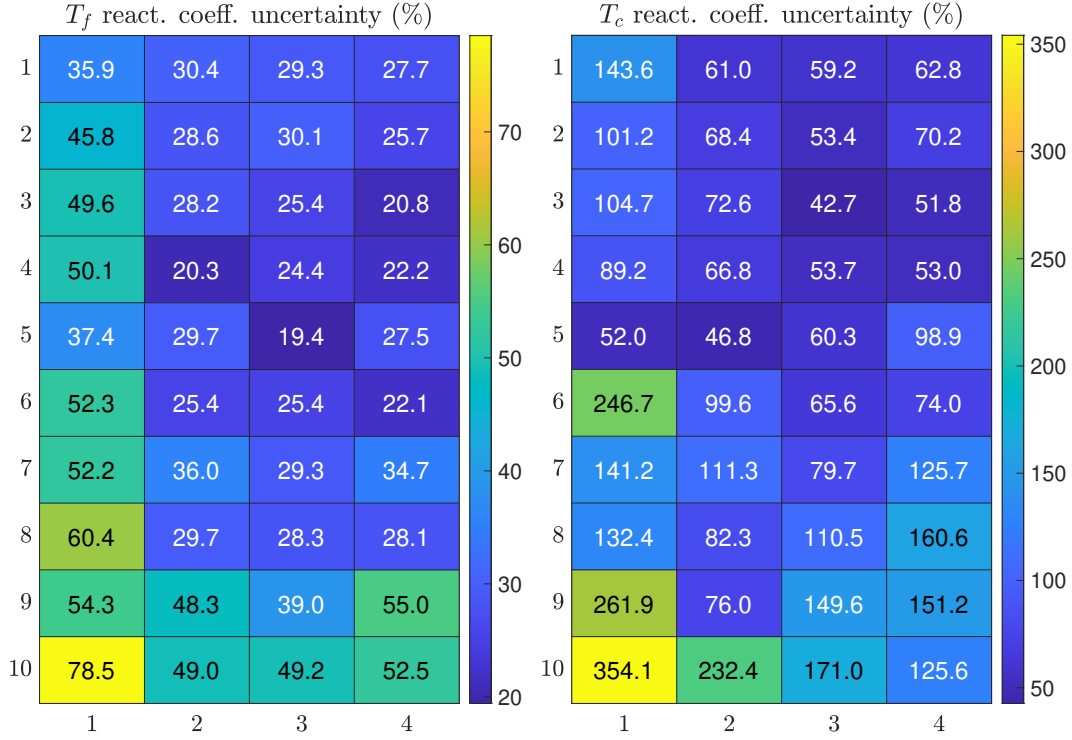 T_f react. coeff. uncertainty (%)
1 35.9 30.4 29.3 27.7
2 45.8 28.6 30.1 25.7
3 49.6 28.2 25.4 20.8
4 50.1 20.3 24.4 22.2
5 37.4 29.7 19.4 27.5
6 52.3 25.4 25.4 22.1
7 52.2 36.0 29.3 34.7
8 60.4 29.7 28.3 28.1
9 54.3 48.3 39.0 55.0
10 78.5 49.0 49.2 52.5
1 2 3 4
70
60
50
40
30
20
T_c react. coeff. uncertainty (%)
1 143.6 61.0 59.2 62.8
2 101.2 68.4 53.4 70.2
3 104.7 72.6 42.7 51.8
4 89.2 66.8 53.7 53.0
5 52.0 46.8 60.3 98.9
6 246.7 99.6 65.6 74.0
7 141.2 111.3 79.7 125.7
8 132.4 82.3 110.5 160.6
9 261.9 76.0 149.6 151.2
10 354.1 232.4 171.0 125.6
1 2 3 4
350
300
250
200
150
100
50